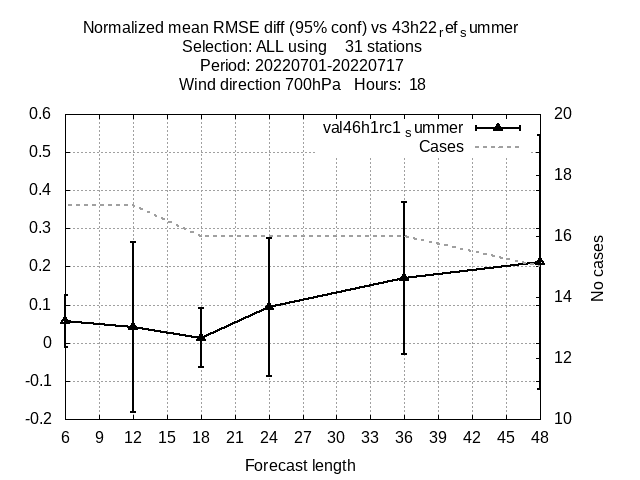 Normalized mean RMSE diff (95% conf) vs 43h22ref summer
Selection: ALL using 31 stations
Period: 20220701-20220717
Wind direction 700hPa Hours: 18
val46h1rc1summer
Cases
0.6
0.5
0.4
0.3
0.2
0.1
0
-0.1
-0.2
20
18
16
14
12
10
No cases
6 9 12 15 18 21 24 27 30 33 36 39 42 45 48
Forecast length